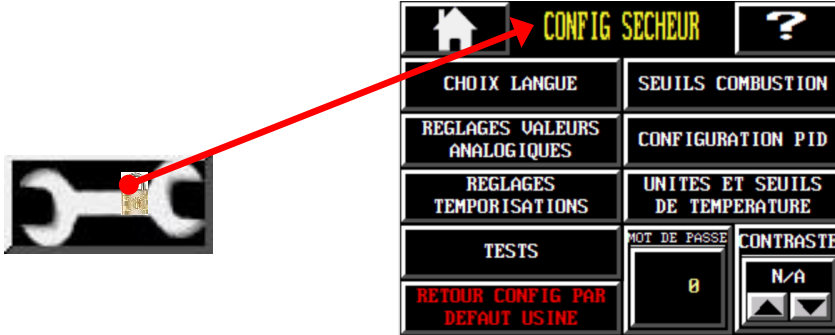 CONFIG SECHEUR
?
CHOIX LANGUE
SEUILS COMBUSTION
REGLAGES VALEURS
ANALOGIQUES
CONFIGURATION PID
REGLAGES
TEMPORISATIONS
UNITES ET SEUILS
DE TEMPERATURE
TESTS
MOT DE PASSE
0
CONTRASTE
N/A
RETOUR CONFIG PAR
DEFAUT USINE